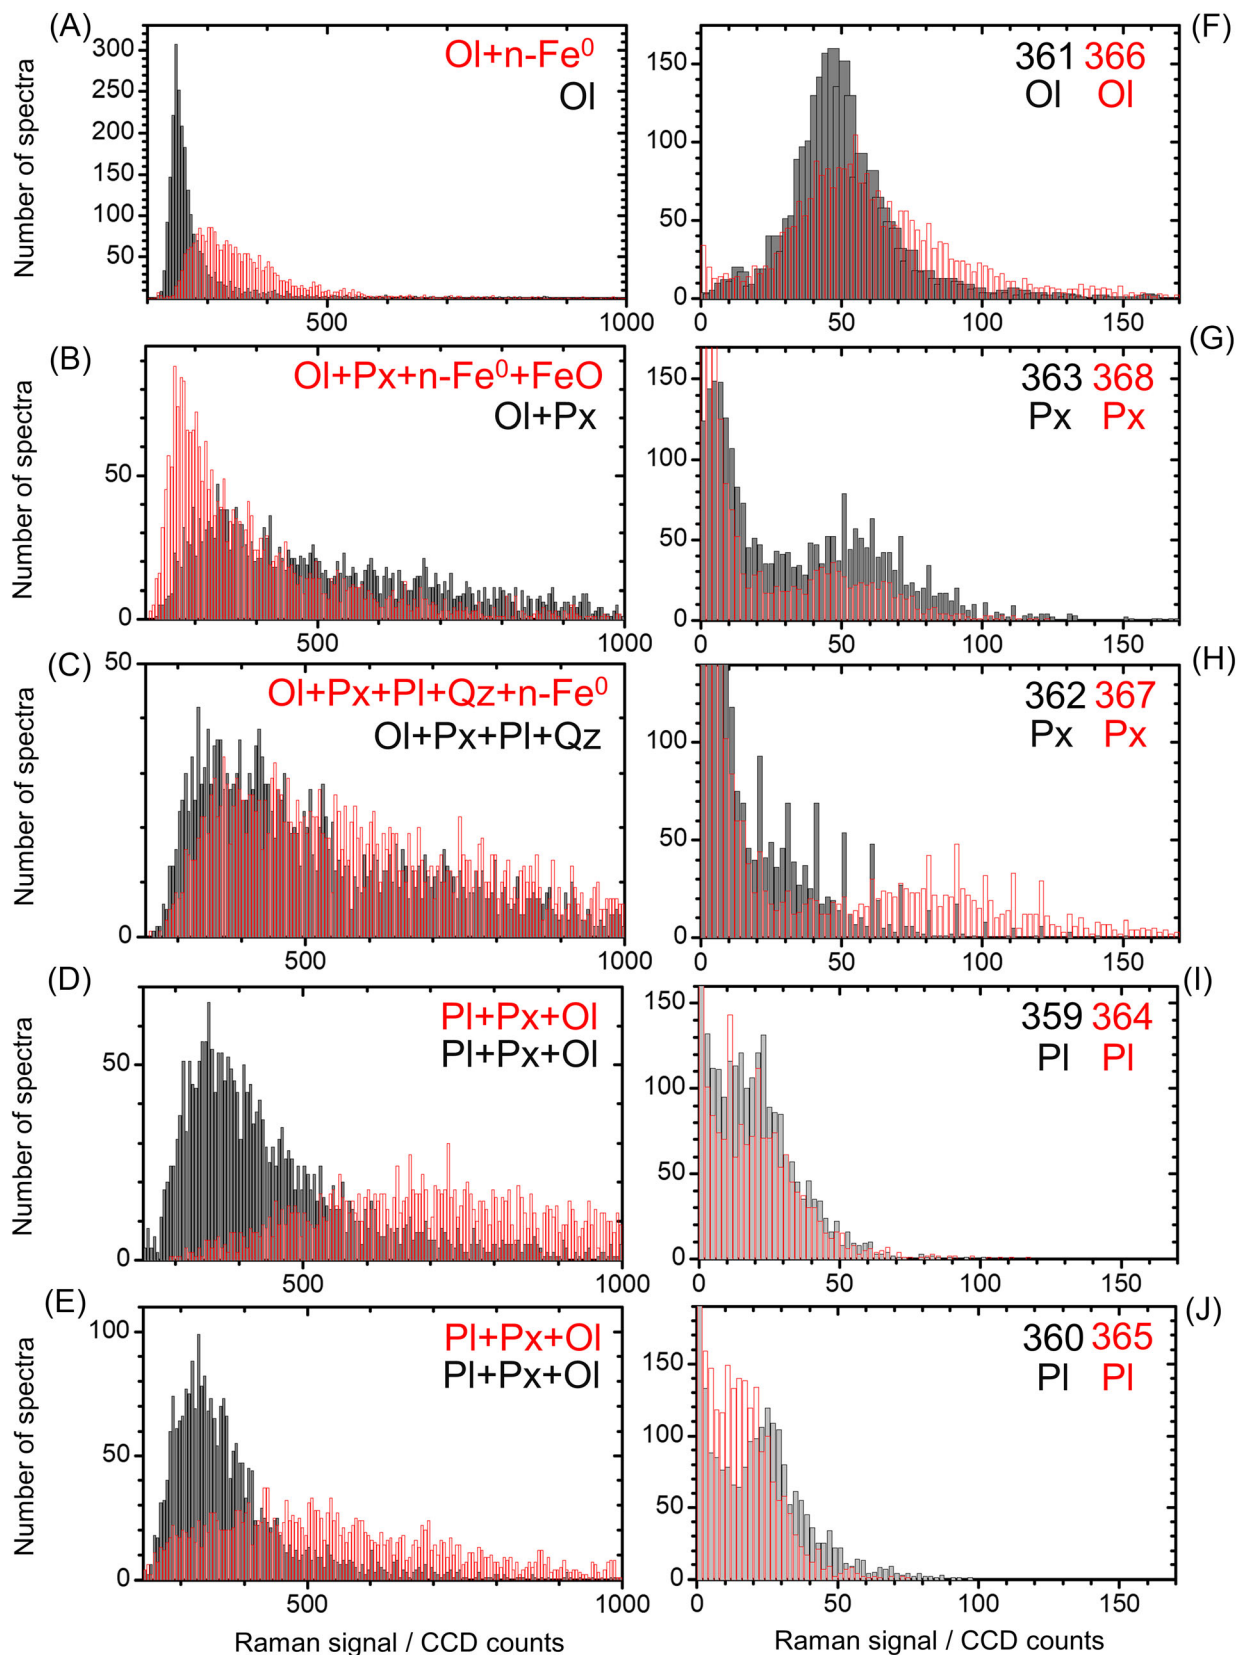 (A)
Ol+n-Fe⁰
Ol
Number of spectra
300
250
200
150
100
50
500
1000
(F)
361 366
Ol Ol
150
100
50
0
0
50
100
150
(B)
Ol+Px+n-Fe⁰+FeO
Ol+Px
Number of spectra
50
0
500
1000
(G)
363 368
Px Px
150
100
50
0
0
50
100
150
(C)
Ol+Px+Pl+Qz+n-Fe⁰
Ol+Px+Pl+Qz
Number of spectra
50
0
500
1000
(H)
362 367
Px Px
100
50
0
0
50
100
150
(D)
Pl+Px+Ol
Pl+Px+Ol
Number of spectra
50
0
500
1000
(I)
359 364
Pl Pl
150
100
50
0
0
50
100
150
(E)
Pl+Px+Ol
Pl+Px+Ol
Number of spectra
100
50
0
500
1000
Raman signal / CCD counts
(J)
360 365
Pl Pl
150
100
50
0
0
50
100
150
Raman signal / CCD counts